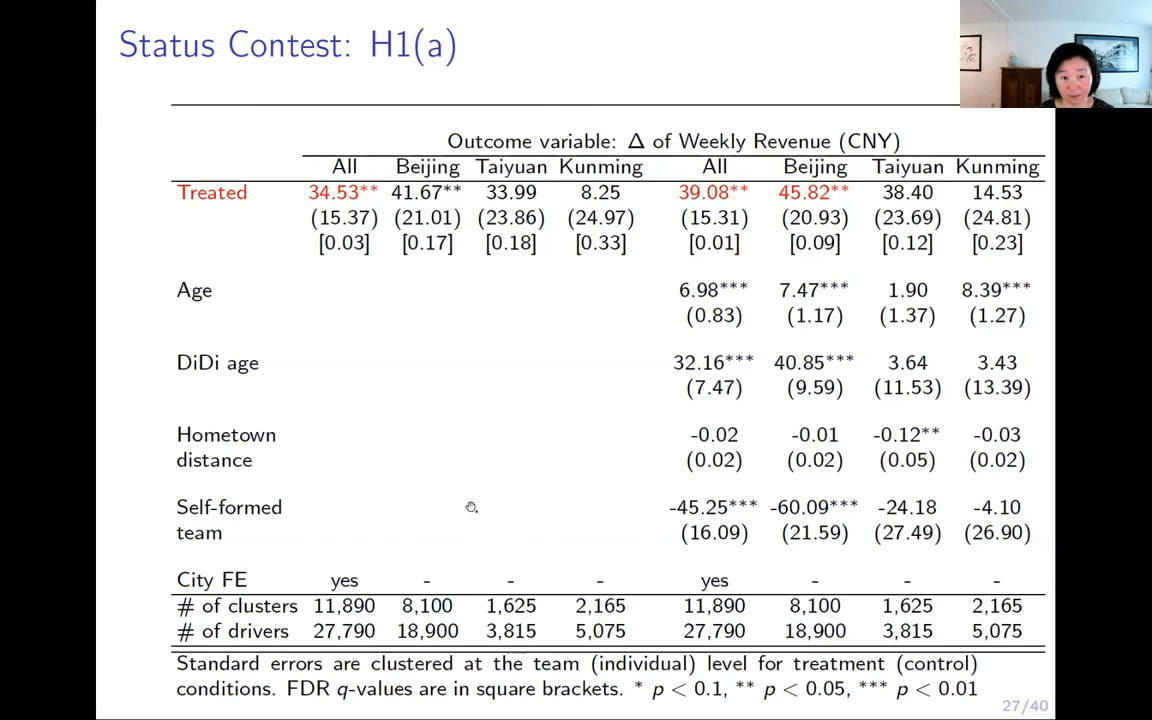 Status Contest: H1(a)
Outcome variable: Δ of Weekly Revenue (CNY)
All Beijing Taiyuan Kunming All Beijing Taiyuan Kunming
Treated 34.53** 41.67** 33.99 8.25 39.08** 45.82** 38.40 14.53
(15.37) (21.01) (23.86) (24.97) (15.31) (20.93) (23.69) (24.81)
[0.03] [0.17] [0.18] [0.33] [0.01] [0.09] [0.12] [0.23]
Age 6.98*** 7.47*** 1.90 8.39***
(0.83) (1.17) (1.37) (1.27)
DiDi age 32.16*** 40.85*** 3.64 3.43
(7.47) (9.59) (11.53) (13.39)
Hometown -0.02 -0.01 -0.12** -0.03
distance (0.02) (0.02) (0.05) (0.02)
Self-formed -45.25*** -60.09*** -24.18 -4.10
team (16.09) (21.59) (27.49) (26.90)
City FE yes - - - yes - - -
# of clusters 11,890 8,100 1,625 2,165 11,890 8,100 1,625 2,165
# of drivers 27,790 18,900 3,815 5,075 27,790 18,900 3,815 5,075
Standard errors are clustered at the team (individual) level for treatment (control)
conditions. FDR q-values are in square brackets. * p < 0.1, ** p < 0.05, *** p < 0.01
27/40